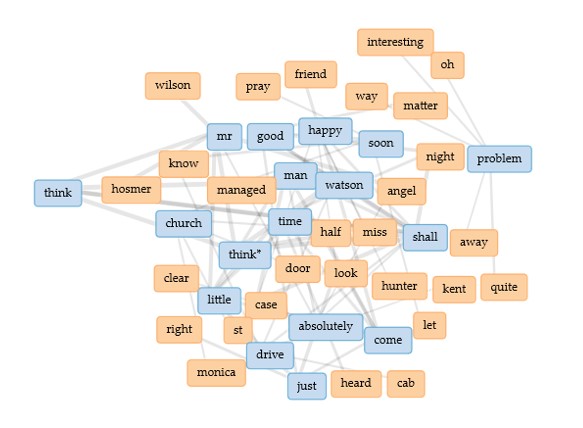 interesting
oh
friend
wilson
pray
way
matter
mr
good
happy
soon
know
night
problem
man
watson
think
hosmer
managed
angel
church
time
half
miss
shall
away
think*
door
look
clear
hunter
kent
quite
little
case
right
st
absolutely
let
come
drive
monica
just
heard
cab